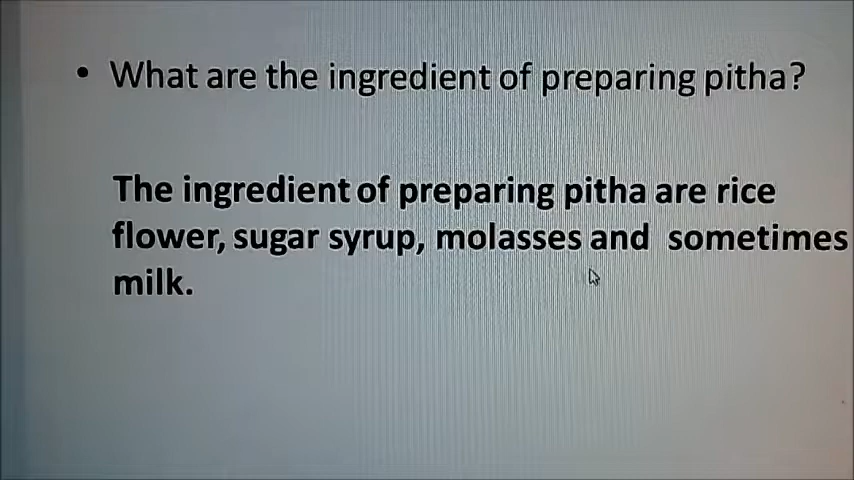 • What are the ingredient of preparing pitha?
The ingredient of preparing pitha are rice
flower, sugar syrup, molasses and sometimes
milk.